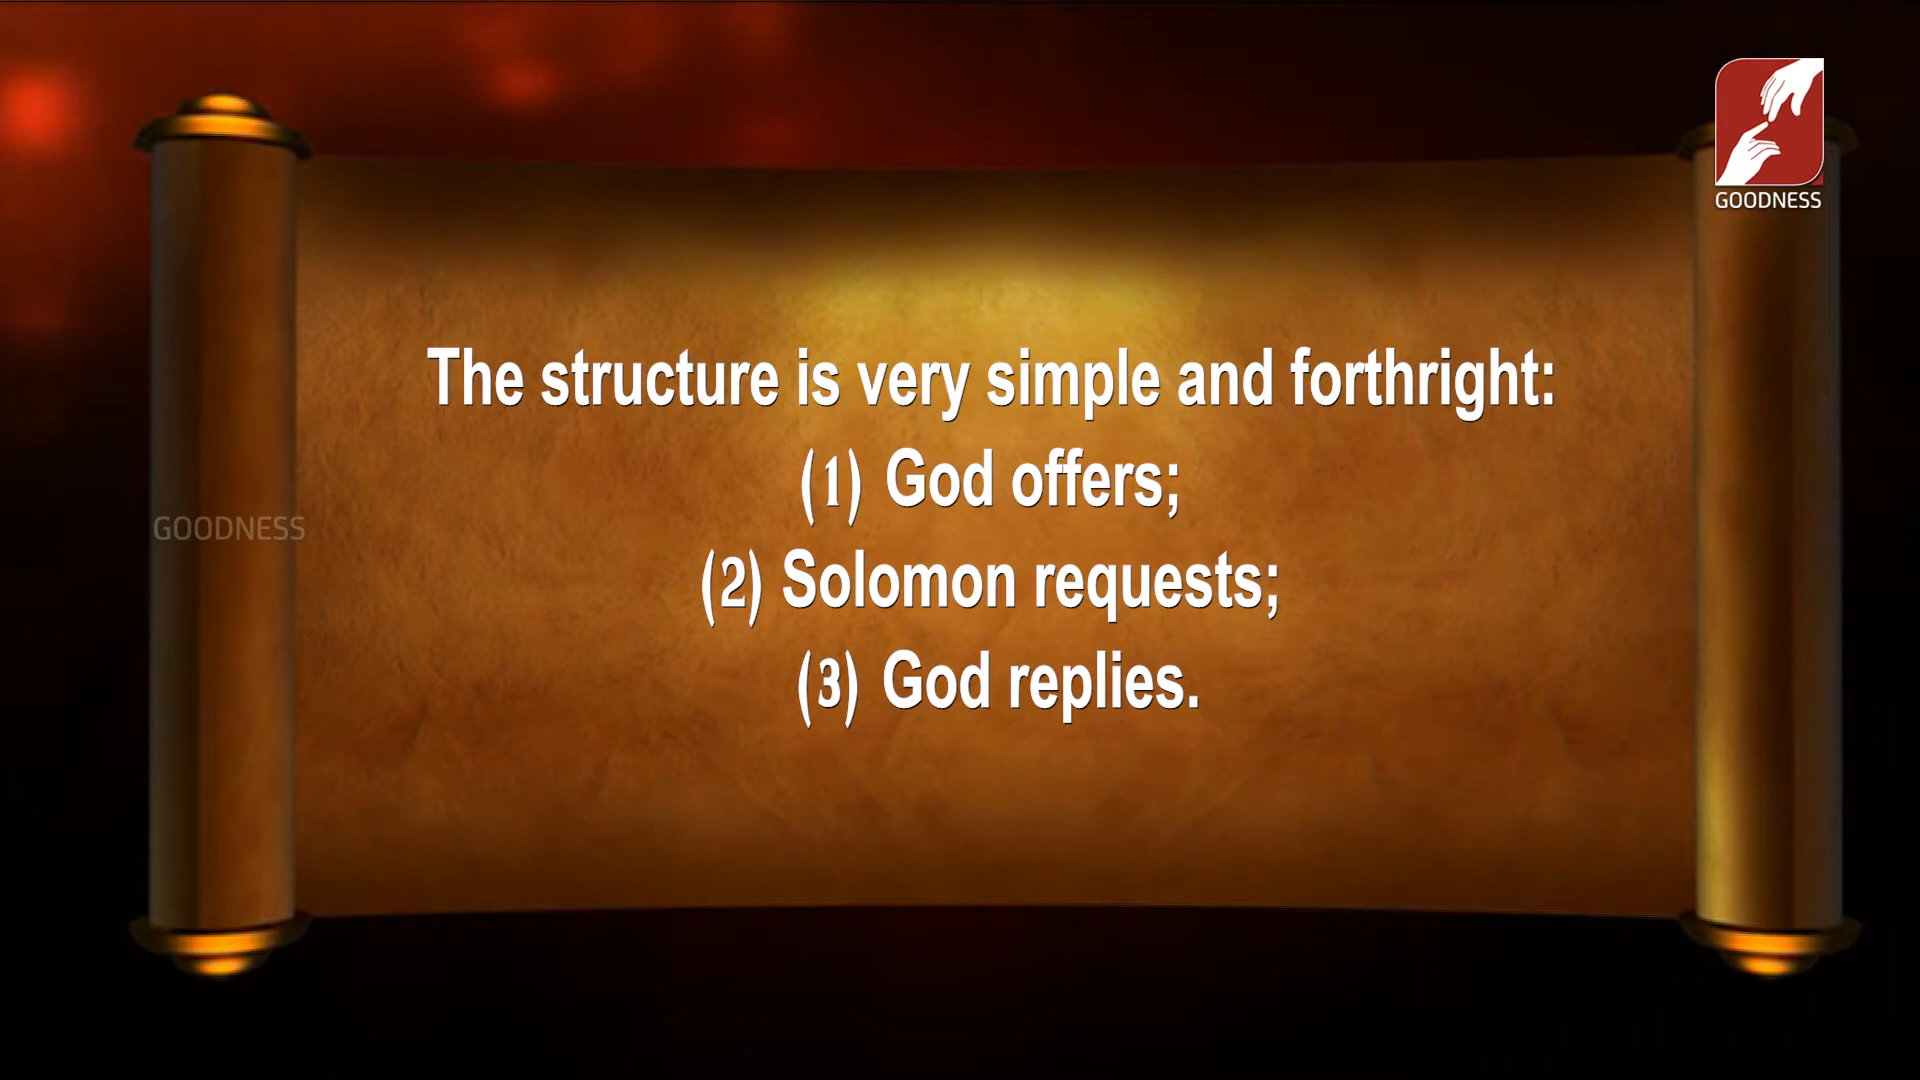 GOODNESS
The structure is very simple and forthright:
(1) God offers;
GOODNESS
(2) Solomon requests;
(3) God replies.